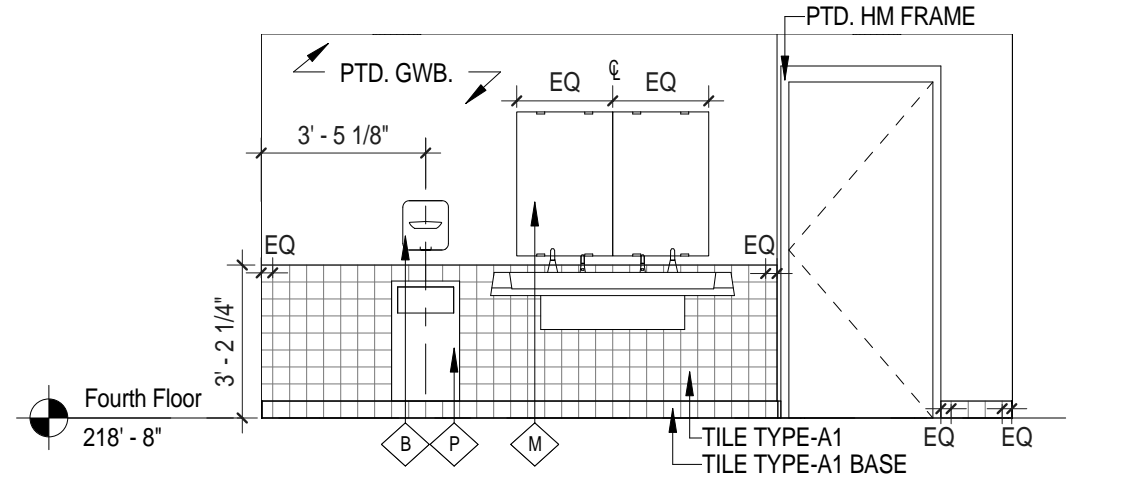 PTD. HM FRAME
PTD. GWB.
EQ
℄
EQ
3' - 5 1/8"
EQ
EQ
3' - 2 1/4"
Fourth Floor
218' - 8"
B
P
M
TILE TYPE-A1
TILE TYPE-A1 BASE
EQ
EQ